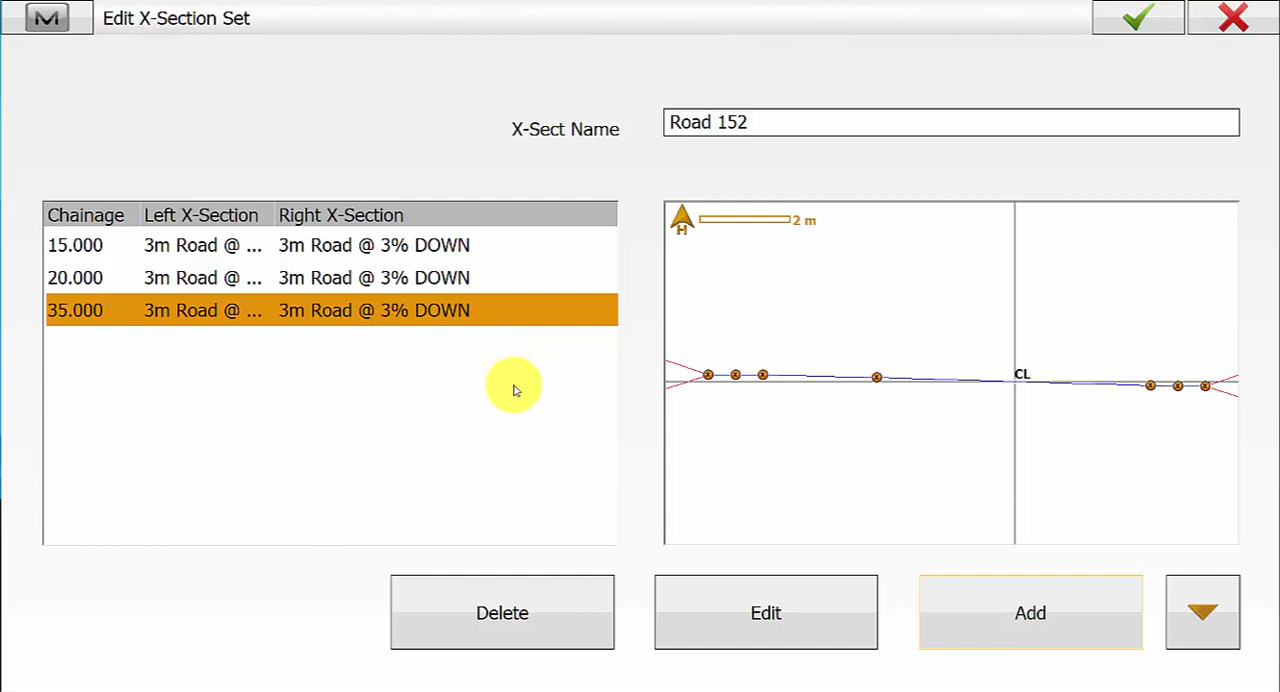 M Edit X-Section Set
X-Sect Name Road 152
Chainage Left X-Section Right X-Section
15.000 3m Road @ ... 3m Road @ 3% DOWN
20.000 3m Road @ ... 3m Road @ 3% DOWN
35.000 3m Road @ ... 3m Road @ 3% DOWN
H 2 m
CL
Delete Edit Add